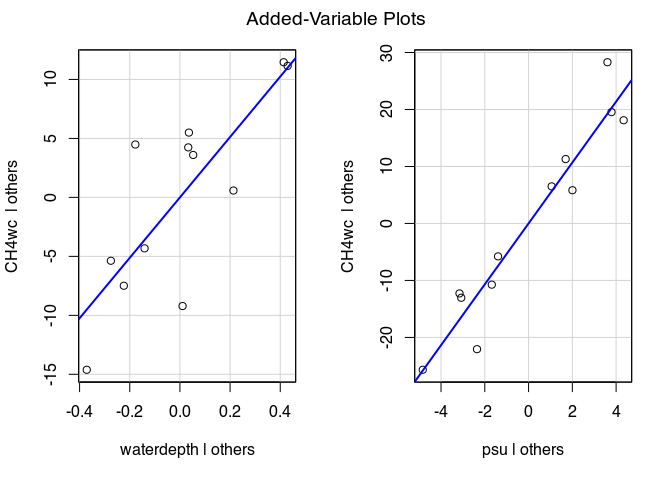 Added-Variable Plots
CH4wc | others
10
5
0
-5
-10
-15
-0.4 -0.2 0.0 0.2 0.4
waterdepth | others
CH4wc | others
30
20
10
0
-10
-20
-4 -2 0 2 4
psu | others